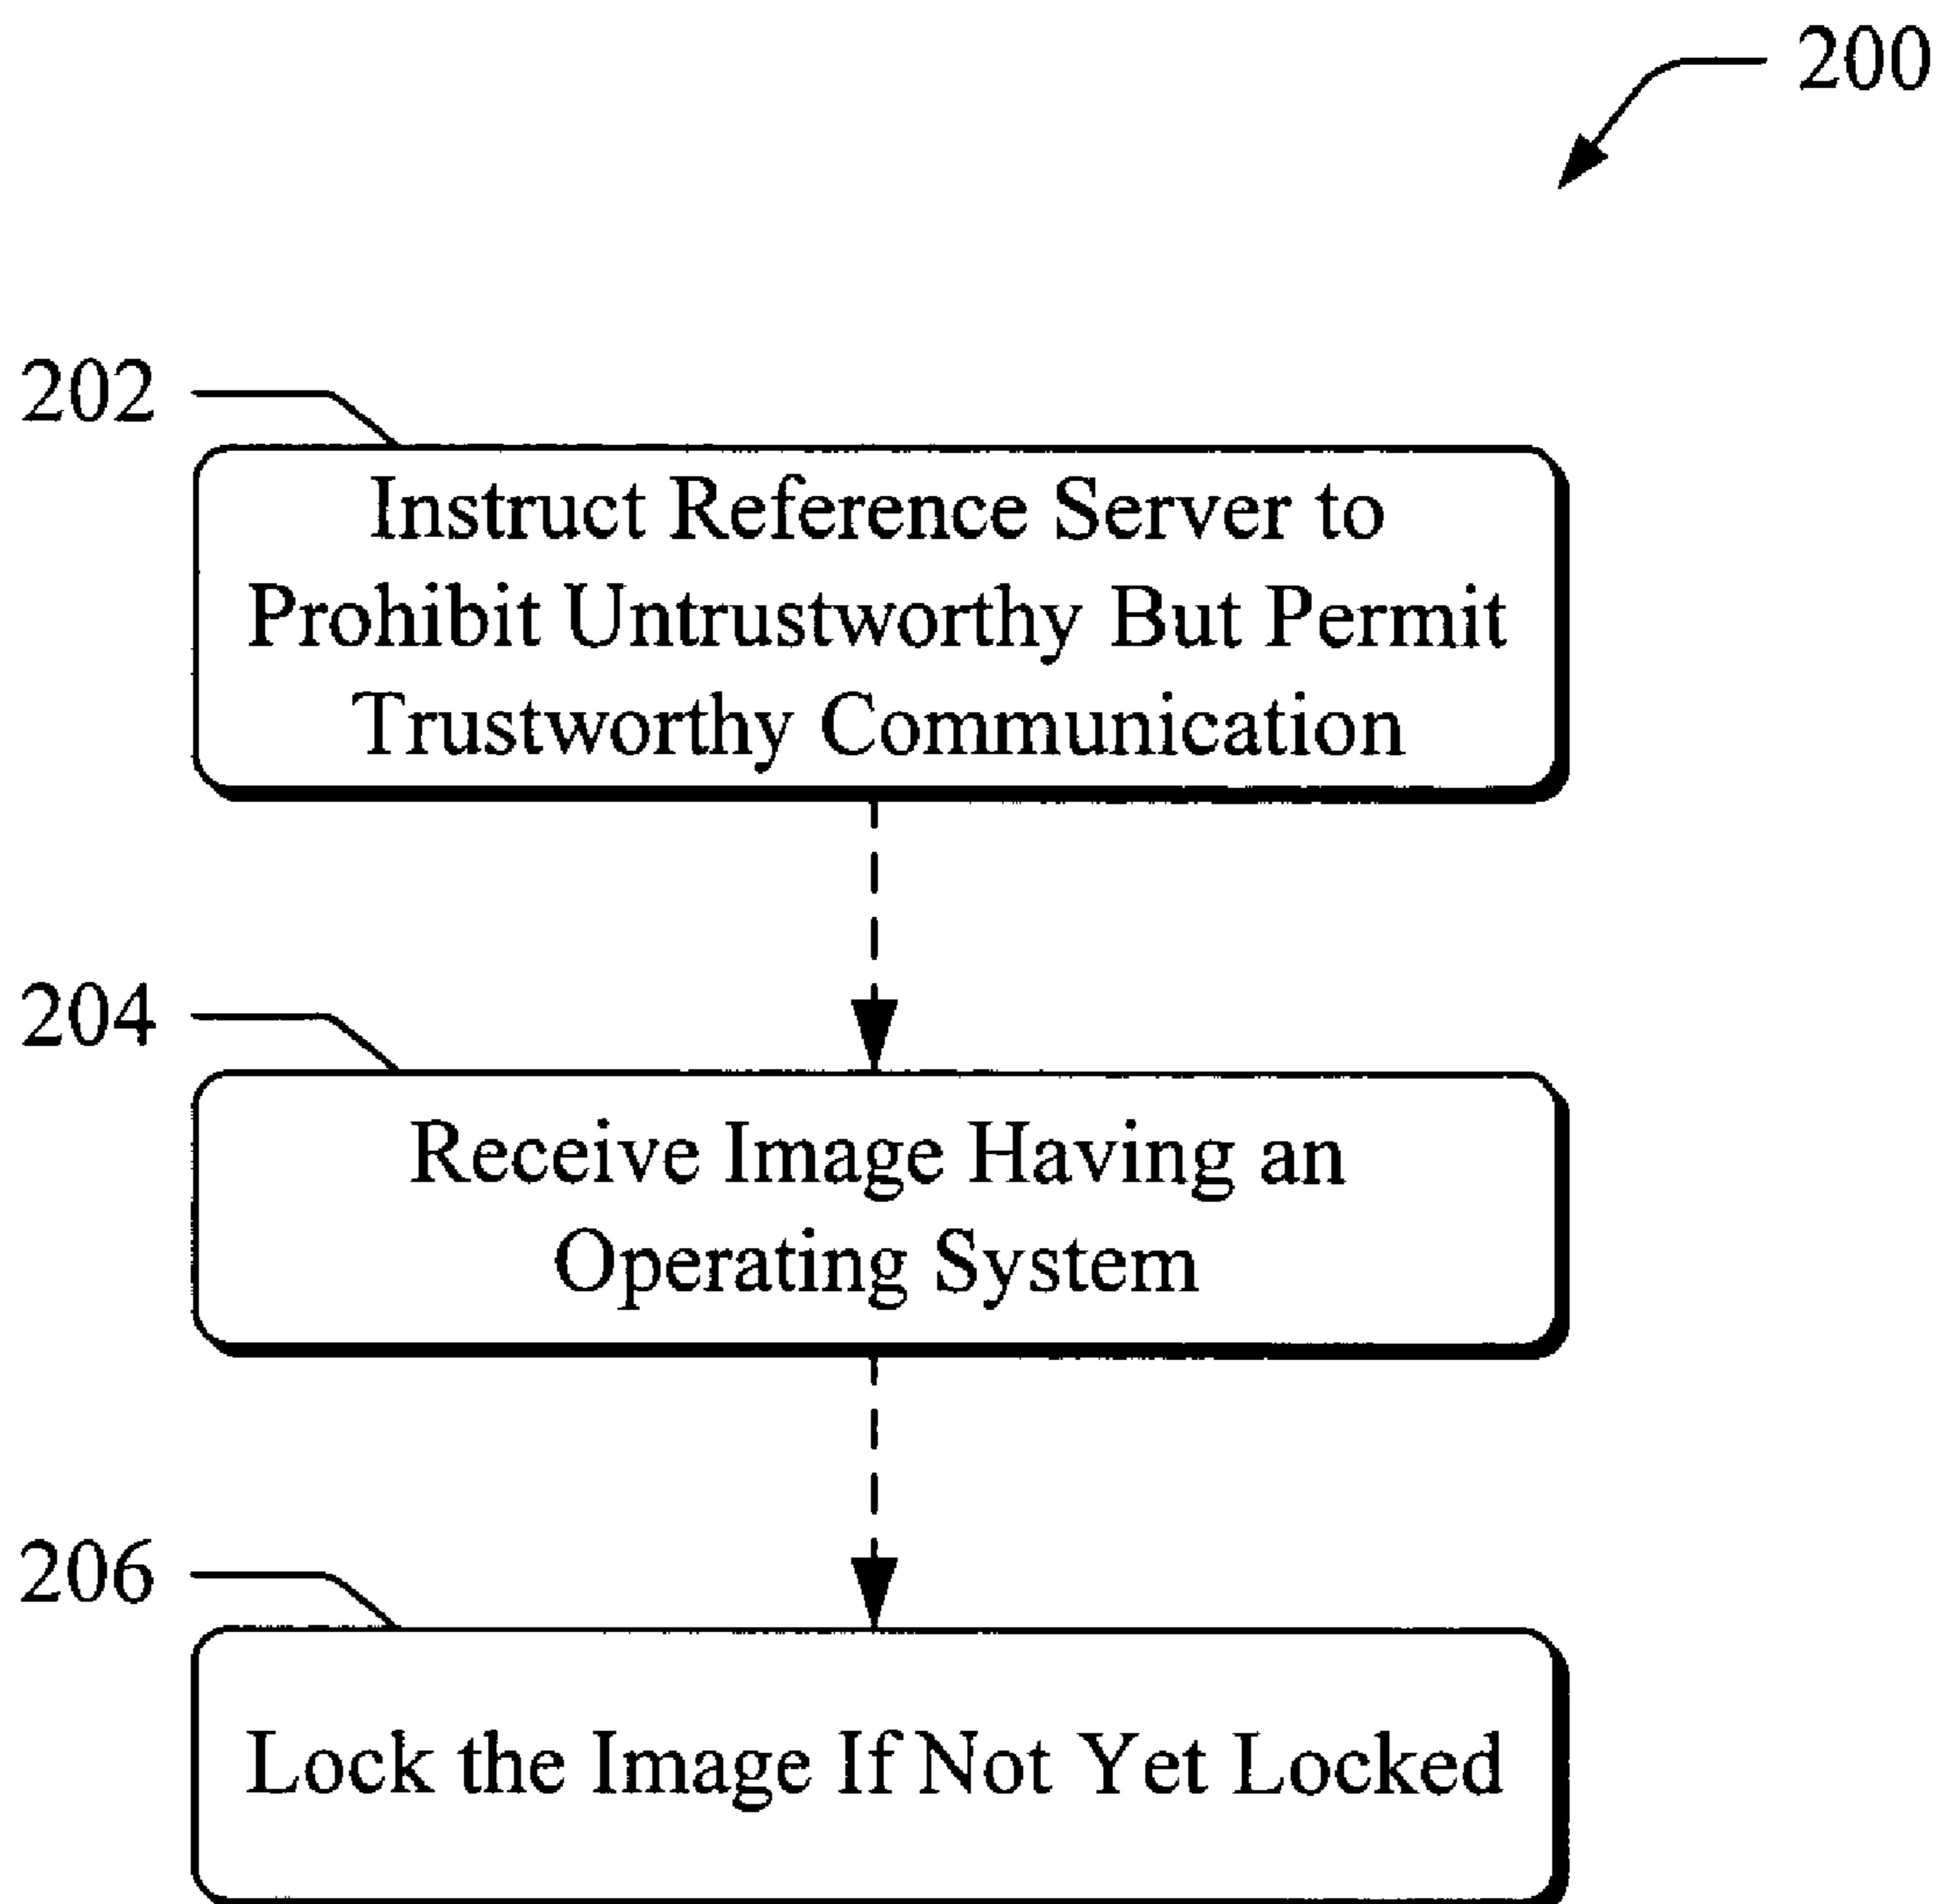 200
202
Instruct Reference Server to
Prohibit Untrustworthy But Permit
Trustworthy Communication
204
Receive Image Having an
Operating System
206
Lock the Image If Not Yet Locked